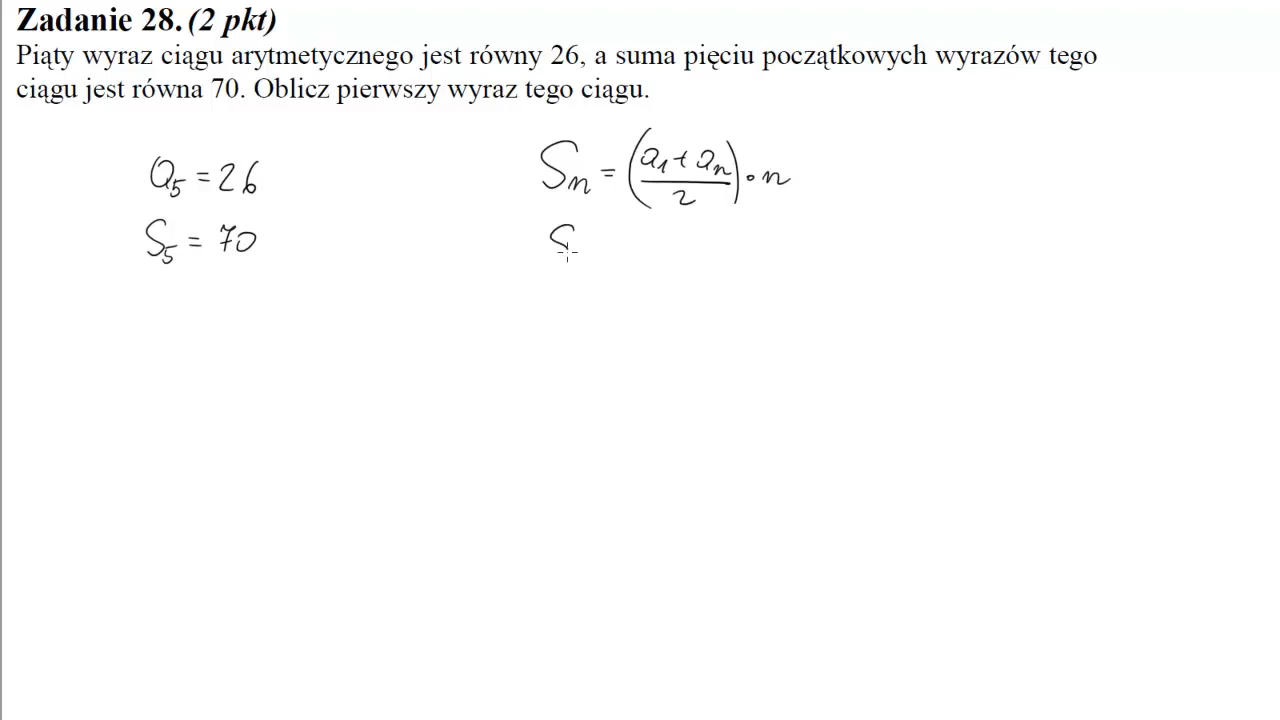 Zadanie 28. (2 pkt)
Piąty wyraz ciągu arytmetycznego jest równy 26, a suma pięciu początkowych wyrazów tego
ciągu jest równa 70. Oblicz pierwszy wyraz tego ciągu.
a₅ = 26
S₅ = 70
Sₙ = (a₁ + aₙ / 2) · n
S